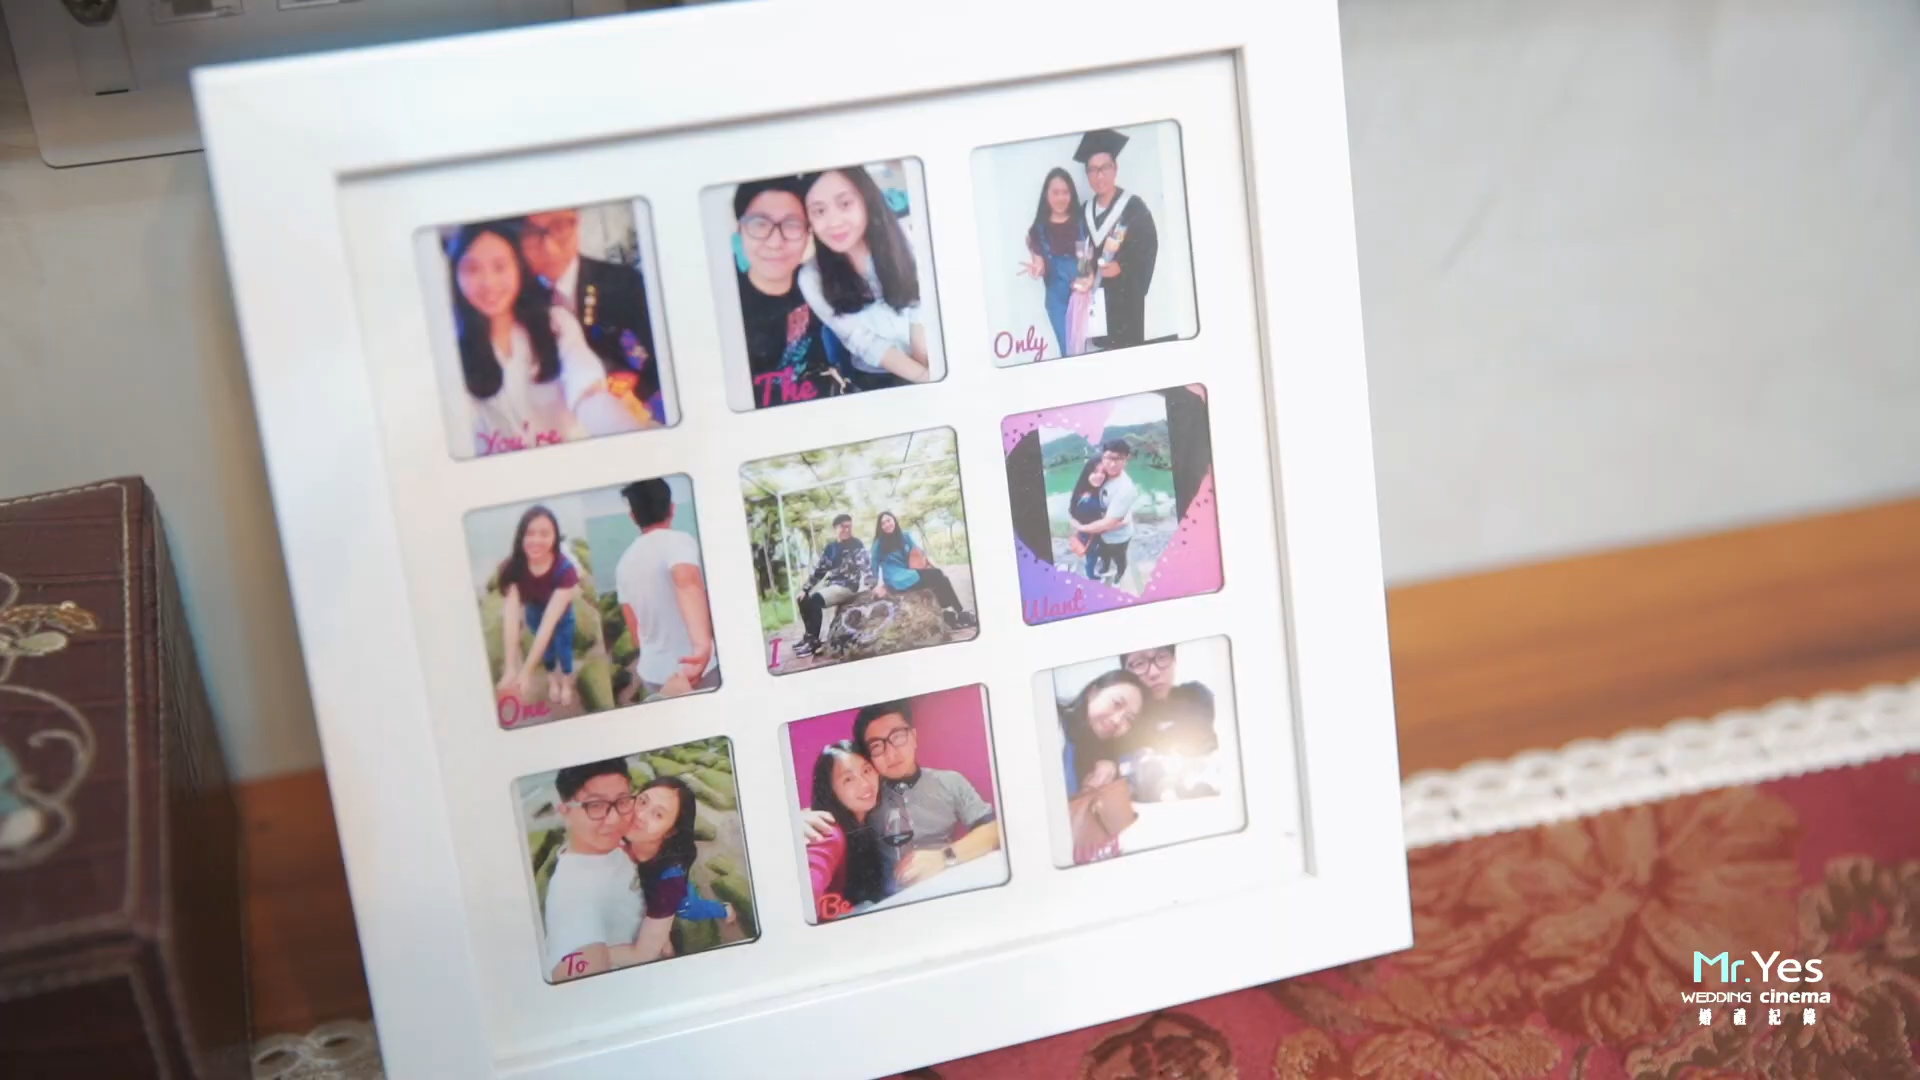 You're
The
Only
One
I
Want
To
Be
Mr.Yes
WEDDING cinema
婚禮紀錄